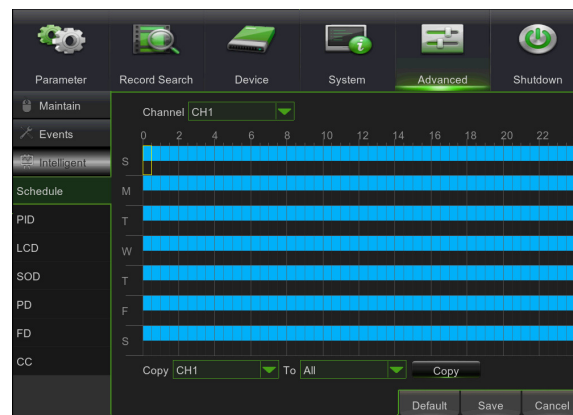 Parameter Record Search Device System Advanced Shutdown
Maintain
Events
Intelligent
Schedule
PID
LCD
SOD
PD
FD
CC
Channel CH1
0 2 4 6 8 10 12 14 16 18 20 22
S
M
T
W
T
F
S
Copy CH1 To All Copy
Default Save Cancel